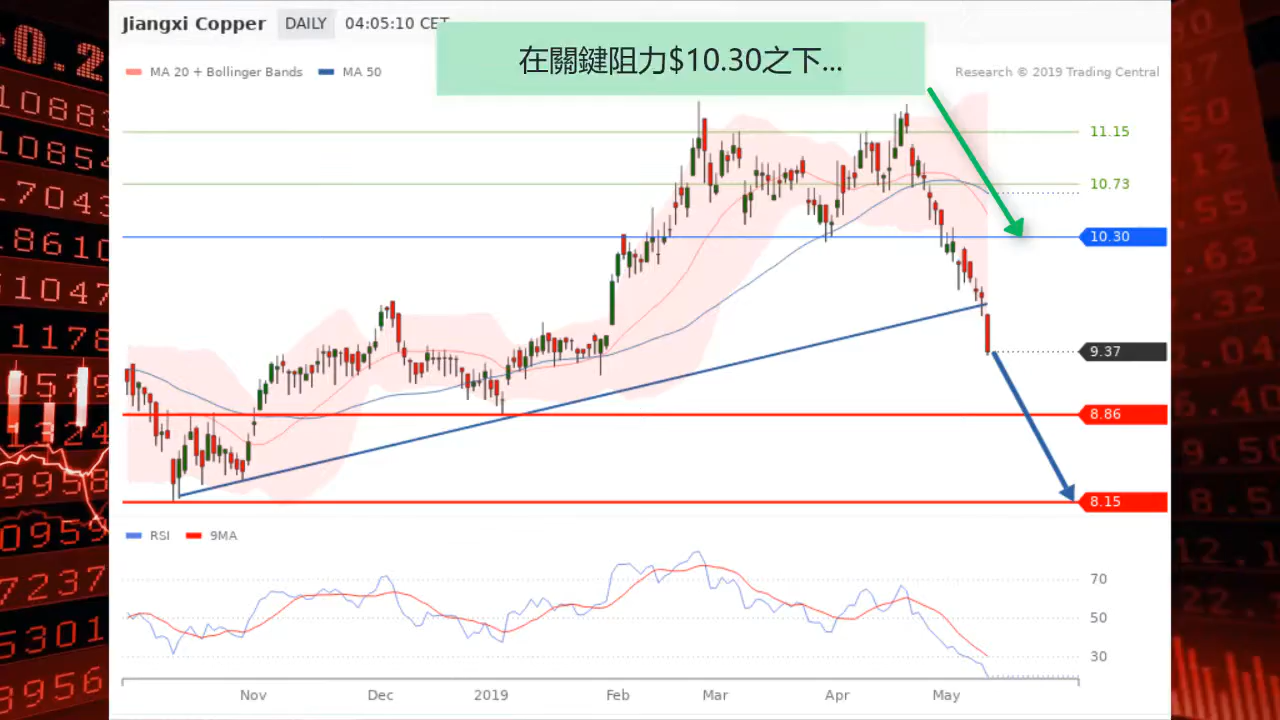 Jiangxi Copper DAILY 04:05:10 CET
在關鍵阻力$10.30之下...
MA 20 + Bollinger Bands MA 50 Research © 2019 Trading Central
11.15
10.73
10.30
9.37
8.86
8.15
RSI 9MA
70
50
30
Nov Dec 2019 Feb Mar Apr May